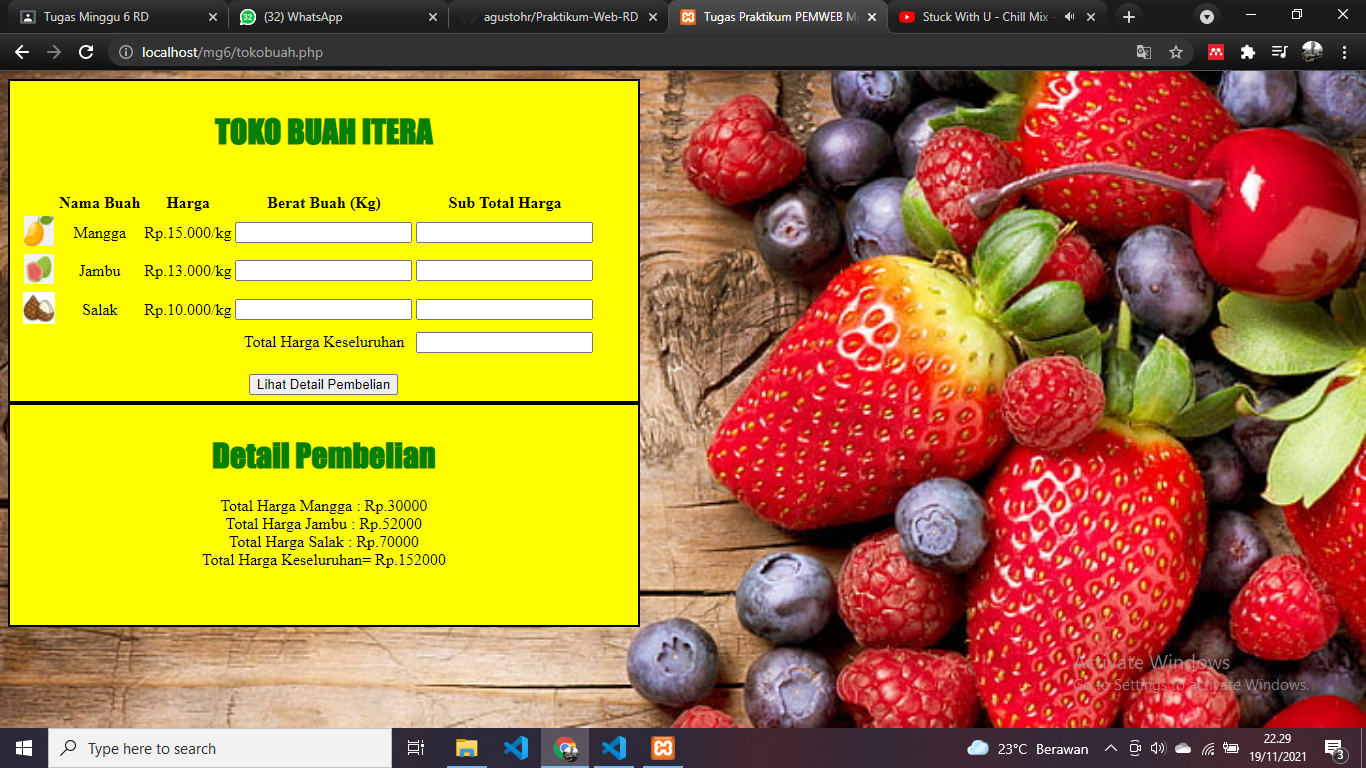 Tugas Minggu 6 RD
(32) WhatsApp
agustohr/Praktikum-Web-RD
Tugas Praktikum PEMWEB M
Stuck With U - Chill Mix -
localhost/mg6/tokobuah.php
TOKO BUAH ITERA
Nama Buah Harga Berat Buah (Kg) Sub Total Harga
Mangga Rp.15.000/kg
Jambu Rp.13.000/kg
Salak Rp.10.000/kg
Total Harga Keseluruhan
Lihat Detail Pembelian
Detail Pembelian
Total Harga Mangga : Rp.30000
Total Harga Jambu : Rp.52000
Total Harga Salak : Rp.70000
Total Harga Keseluruhan= Rp.152000
Activate Windows
Go to Settings to activate Windows.
Type here to search
23°C Berawan
22.29
19/11/2021
3